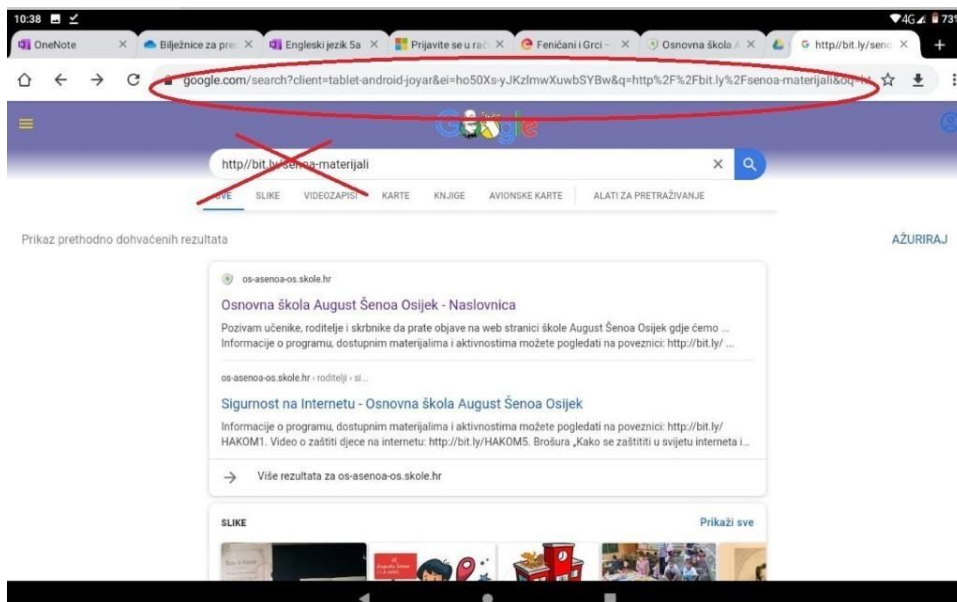 10:38 4G 73%
OneNote Bilježnice za pre Engleski jezik 5a Prijavite se u rač Feničani i Grci - Osnovna škola http//bit.ly/seno
google.com/search?client=tablet-android-joyar&ei=ho50Xs-yJKzlmwXuwbSYBw&q=http%2F%2Fbit.ly%2Fsenoa-materijali&oq=ht
Google
http//bit.ly/senoa-materijali
SVE SLIKE VIDEOZAPISI KARTE KNJIGE AVIONSKE KARTE ALATI ZA PRETRAŽIVANJE
Prikaz prethodno dohvaćenih rezultata AŽURIRAJ
os-asenoa-os.skole.hr
Osnovna škola August Šenoa Osijek - Naslovnica
Pozivam učenike, roditelje i skrbnike da prate objave na web stranici škole August Šenoa Osijek gdje ćemo ...
Informacije o programu, dostupnim materijalima i aktivnostima možete pogledati na poveznici: http://bit.ly/ ...
os-asenoa-os.skole.hr › roditelji › si...
Sigurnost na Internetu - Osnovna škola August Šenoa Osijek
Informacije o programu, dostupnim materijalima i aktivnostima možete pogledati na poveznici: http://bit.ly/
HAKOM1. Video o zaštiti djece na internetu: http://bit.ly/HAKOM5. Brošura „Kako se zaštititi u svijetu interneta i...
Više rezultata za os-asenoa-os.skole.hr
SLIKE Prikaži sve